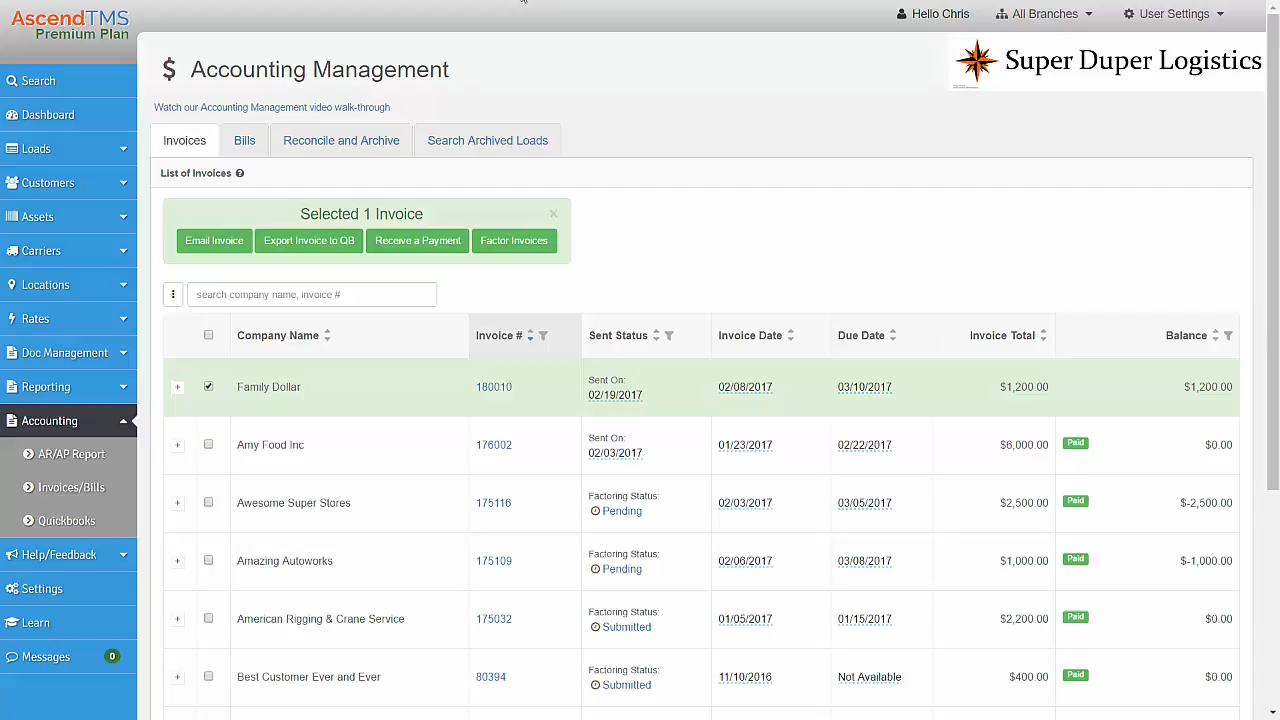 AscendTMS
Premium Plan
Hello Chris
All Branches
User Settings
Super Duper Logistics
Search
Dashboard
Loads
Customers
Assets
Carriers
Locations
Rates
Doc Management
Reporting
Accounting
AR/AP Report
Invoices/Bills
Quickbooks
Help/Feedback
Settings
Learn
Messages 0
$ Accounting Management
Watch our Accounting Management video walk-through
Invoices Bills Reconcile and Archive Search Archived Loads
List of Invoices
Selected 1 Invoice ×
Email Invoice Export Invoice to QB Receive a Payment Factor Invoices
search company name, invoice #
Company Name Invoice # Sent Status Invoice Date Due Date Invoice Total Balance
+ Family Dollar 180010 Sent On: 02/19/2017 02/08/2017 03/10/2017 $1,200.00 $1,200.00
+ Amy Food Inc 176002 Sent On: 02/03/2017 01/23/2017 02/22/2017 $6,000.00 Paid $0.00
+ Awesome Super Stores 175116 Factoring Status: Pending 02/03/2017 03/05/2017 $2,500.00 Paid $-2,500.00
+ Amazing Autoworks 175109 Factoring Status: Pending 02/06/2017 03/08/2017 $1,000.00 Paid $-1,000.00
+ American Rigging & Crane Service 175032 Factoring Status: Submitted 01/05/2017 01/15/2017 $2,200.00 Paid $0.00
+ Best Customer Ever and Ever 80394 Factoring Status: Submitted 11/10/2016 Not Available $400.00 Paid $0.00